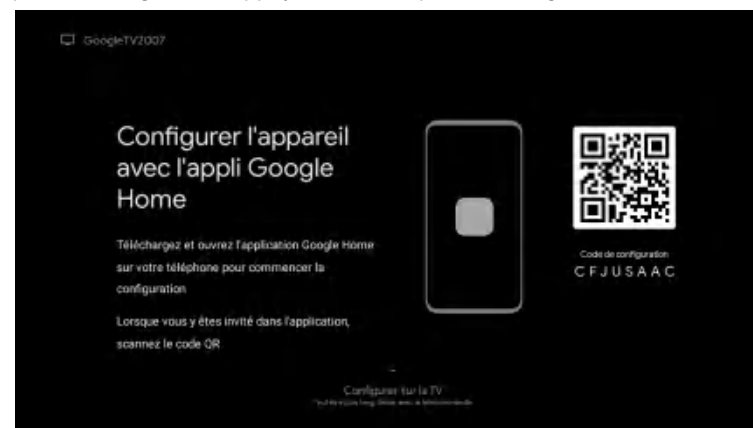 GoogleTV2007
Configurer l'appareil
avec l'appli Google
Home
Téléchargez et ouvrez l'application Google Home
sur votre téléphone pour commencer la
configuration
Lorsque vous y êtes invité dans l'application,
scannez le code QR
Code de configuration
CFJUSAAC
Configurer sur la TV